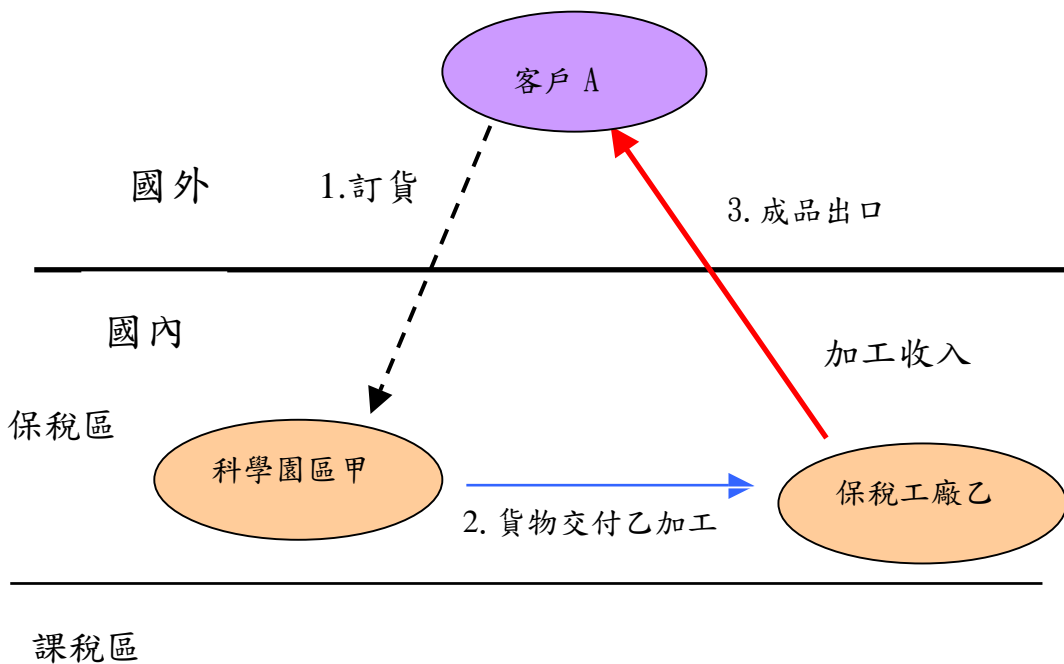 客戶 A
國外
1.訂貨
3. 成品出口
國內
加工收入
保稅區
科學園區甲
保稅工廠乙
2. 貨物交付乙加工
課稅區